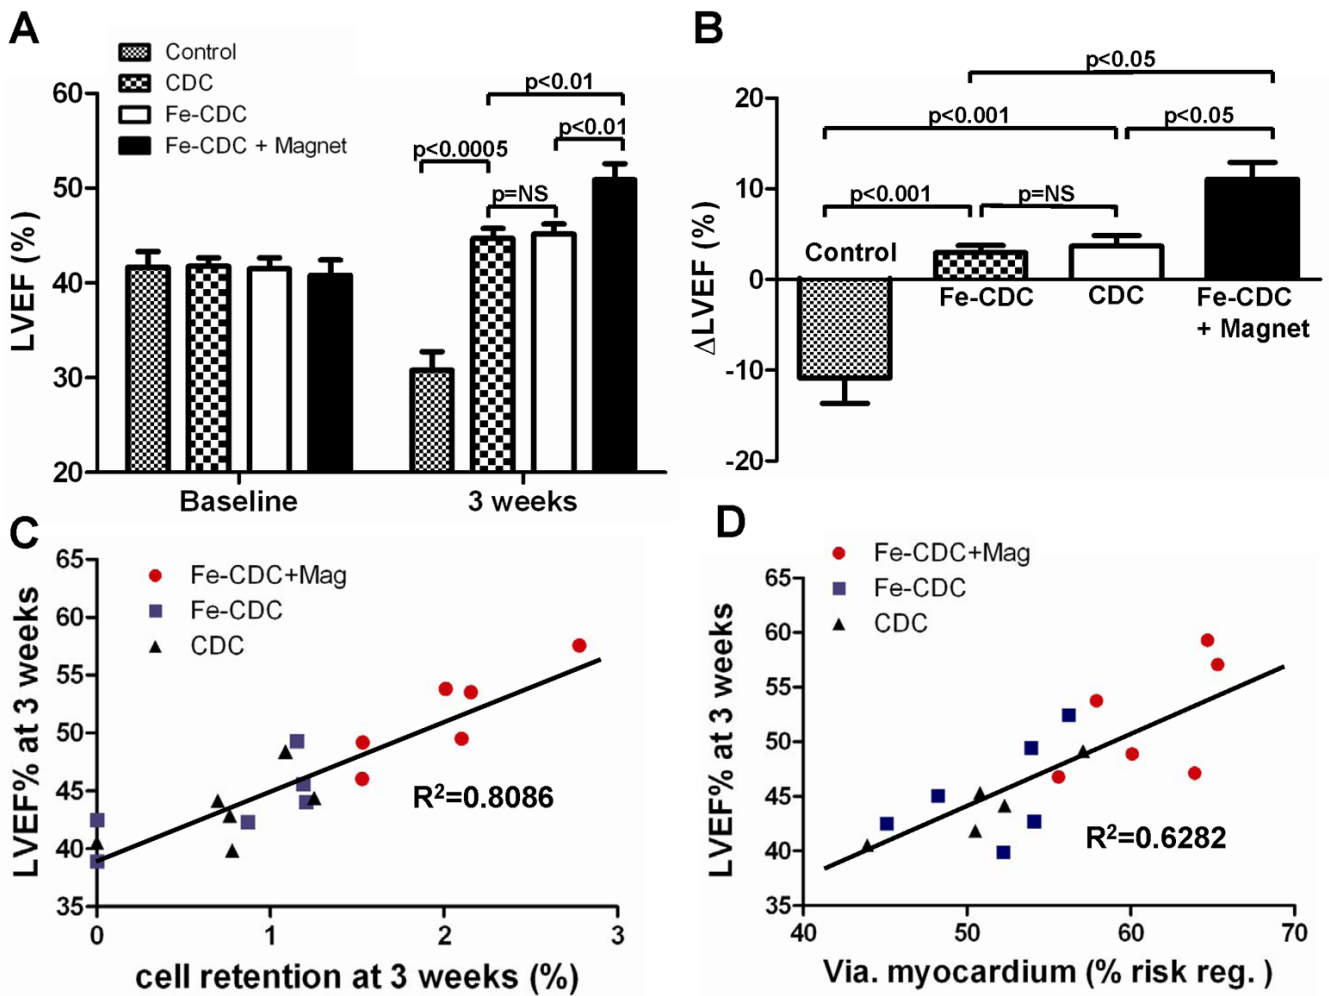 A
Control
CDC
Fe-CDC
Fe-CDC + Magnet
LVEF (%)
60
50
40
30
20
p<0.01
p<0.01
p<0.0005
p=NS
Baseline
3 weeks
B
ΔLVEF (%)
20
10
0
-10
-20
p<0.05
p<0.001
p<0.05
p<0.001
p=NS
Control
Fe-CDC
CDC
Fe-CDC
+ Magnet
C
LVEF% at 3 weeks
65
60
55
50
45
40
35
Fe-CDC+Mag
Fe-CDC
CDC
R²=0.8086
0
1
2
3
cell retention at 3 weeks (%)
D
LVEF% at 3 weeks
65
60
55
50
45
40
35
Fe-CDC+Mag
Fe-CDC
CDC
R²=0.6282
40
50
60
70
Via. myocardium (% risk reg. )